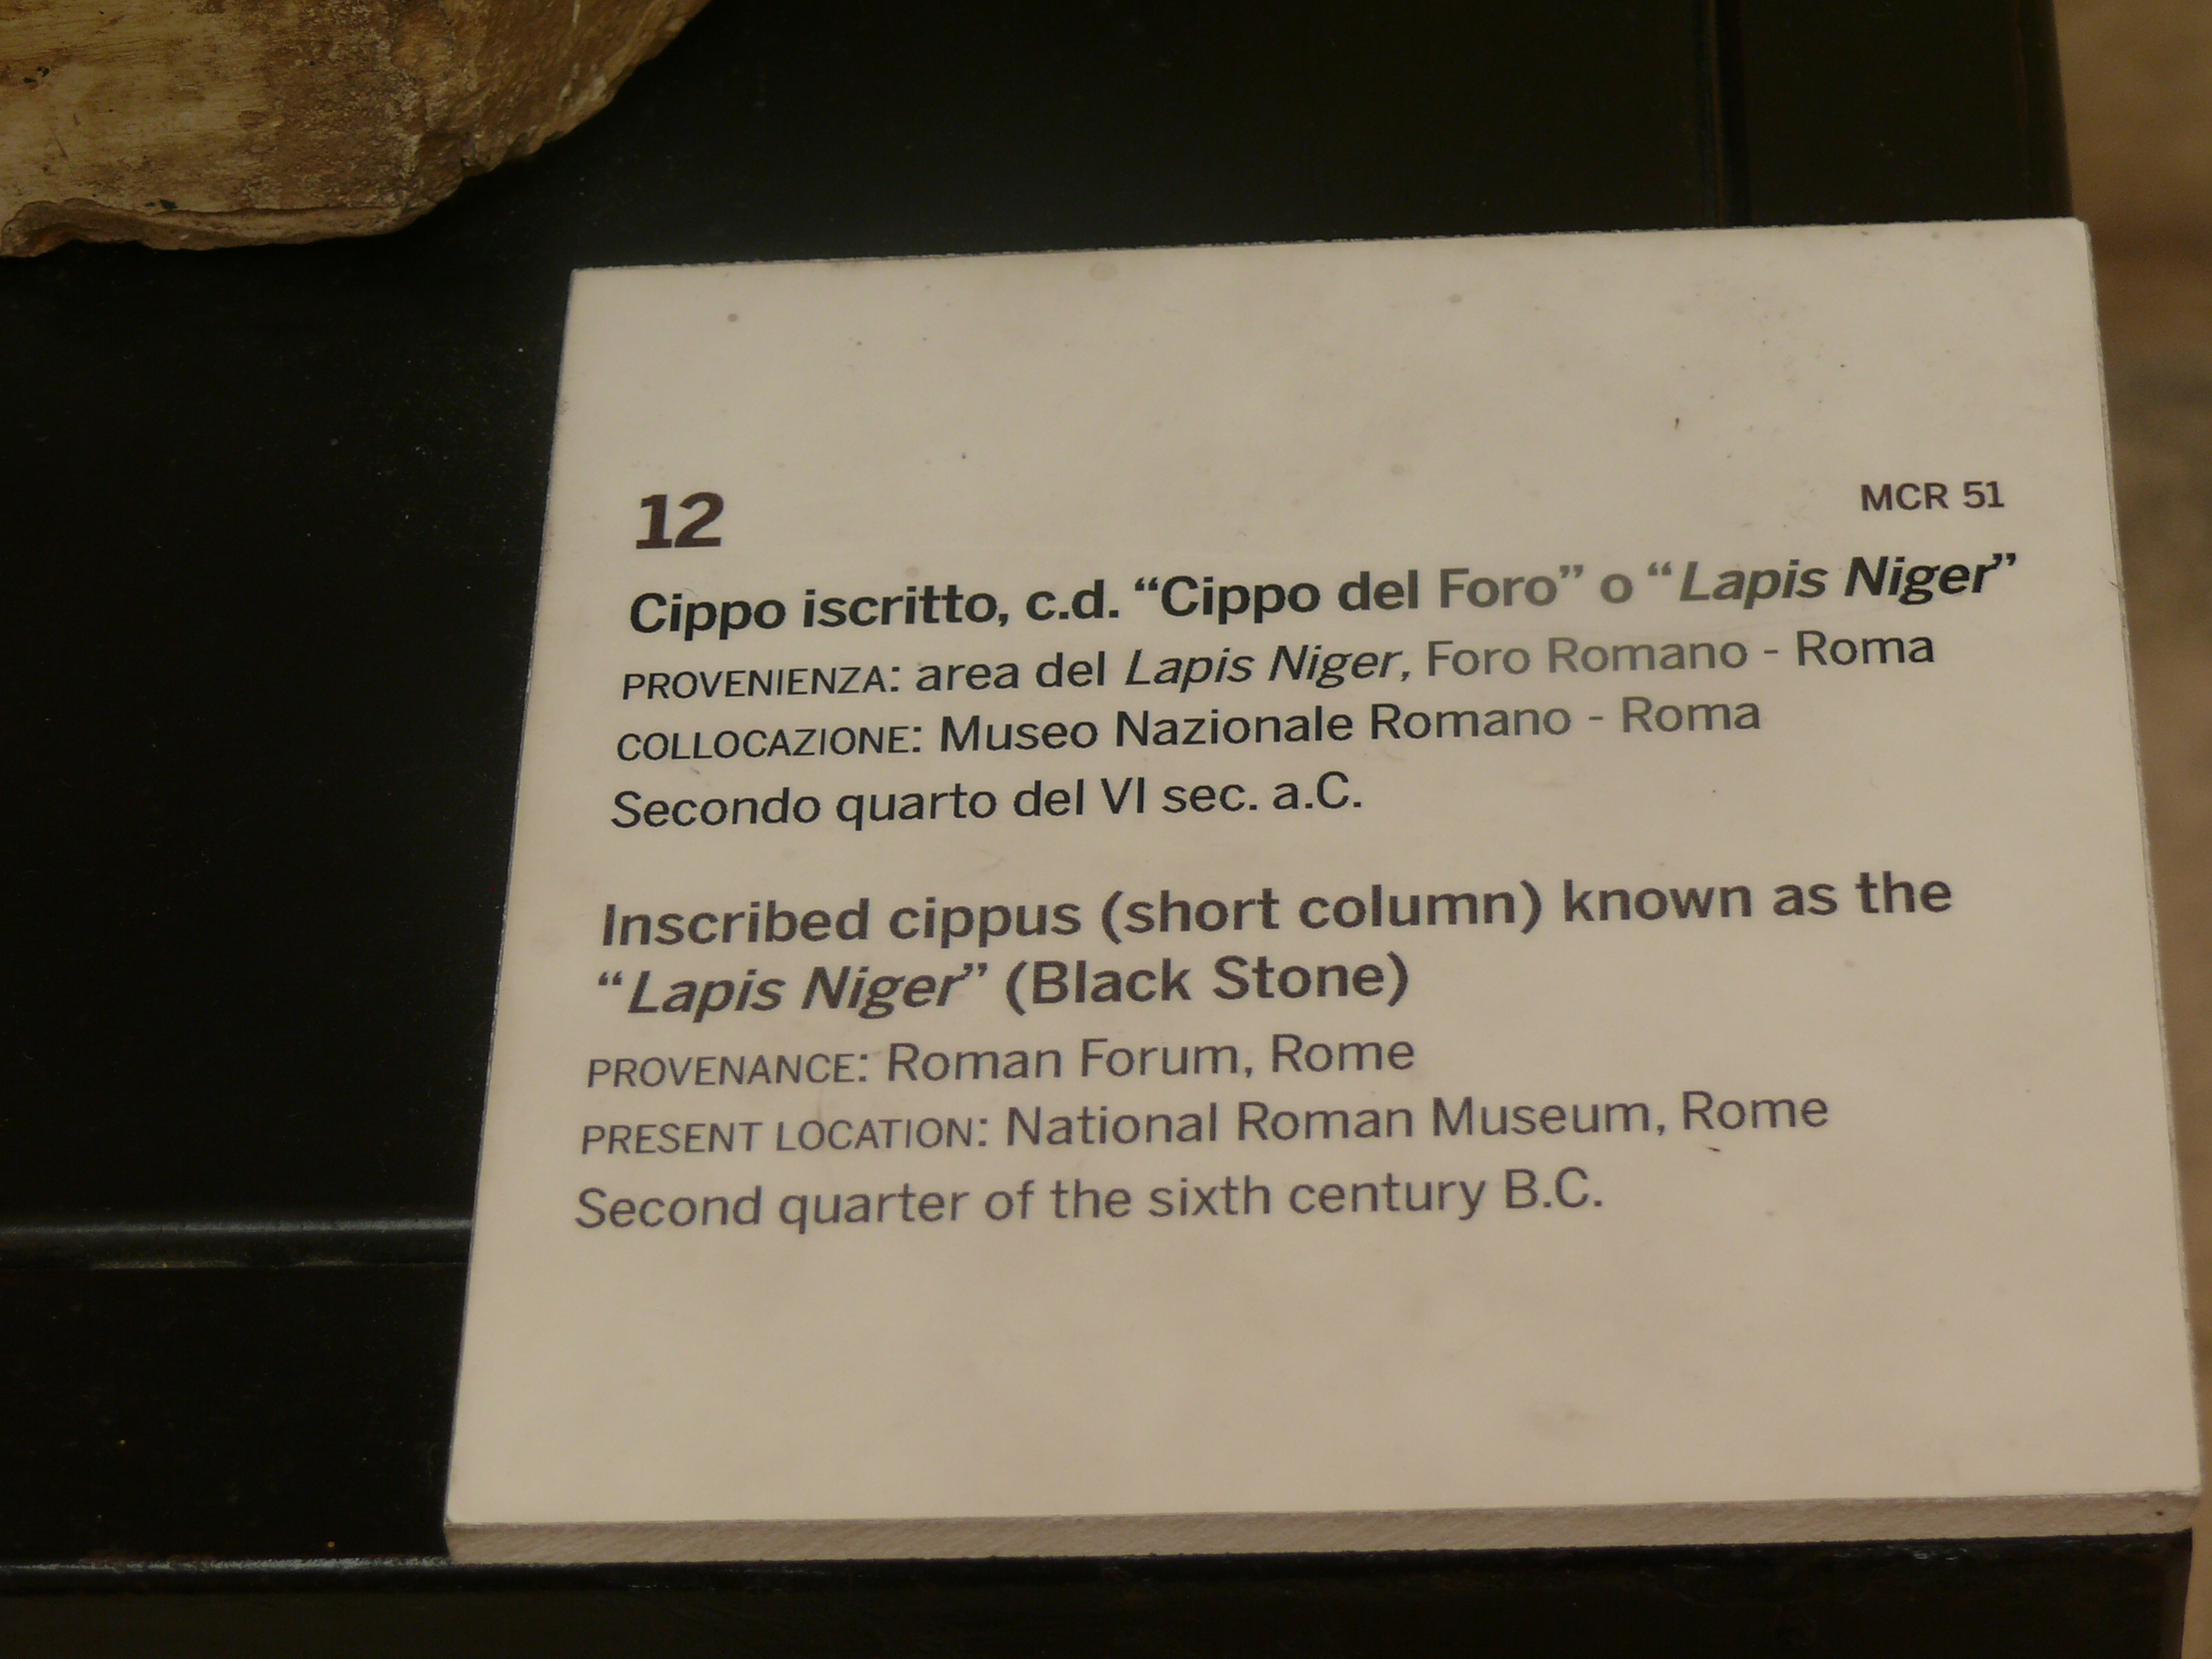 12
MCR 51
Cippo iscritto, c.d. “Cippo del Foro” o “Lapis Niger”
PROVENIENZA: area del Lapis Niger, Foro Romano - Roma
COLLOCAZIONE: Museo Nazionale Romano - Roma
Secondo quarto del VI sec. a.C.
Inscribed cippus (short column) known as the
“Lapis Niger” (Black Stone)
PROVENANCE: Roman Forum, Rome
PRESENT LOCATION: National Roman Museum, Rome
Second quarter of the sixth century B.C.